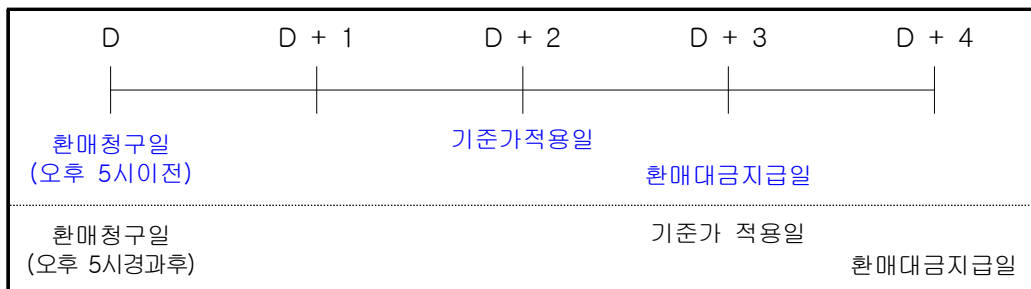 D D + 1 D + 2 D + 3 D + 4
환매청구일
(오후 5시이전)
기준가적용일
환매대금지급일
환매청구일
(오후 5시경과후)
기준가 적용일
환매대금지급일